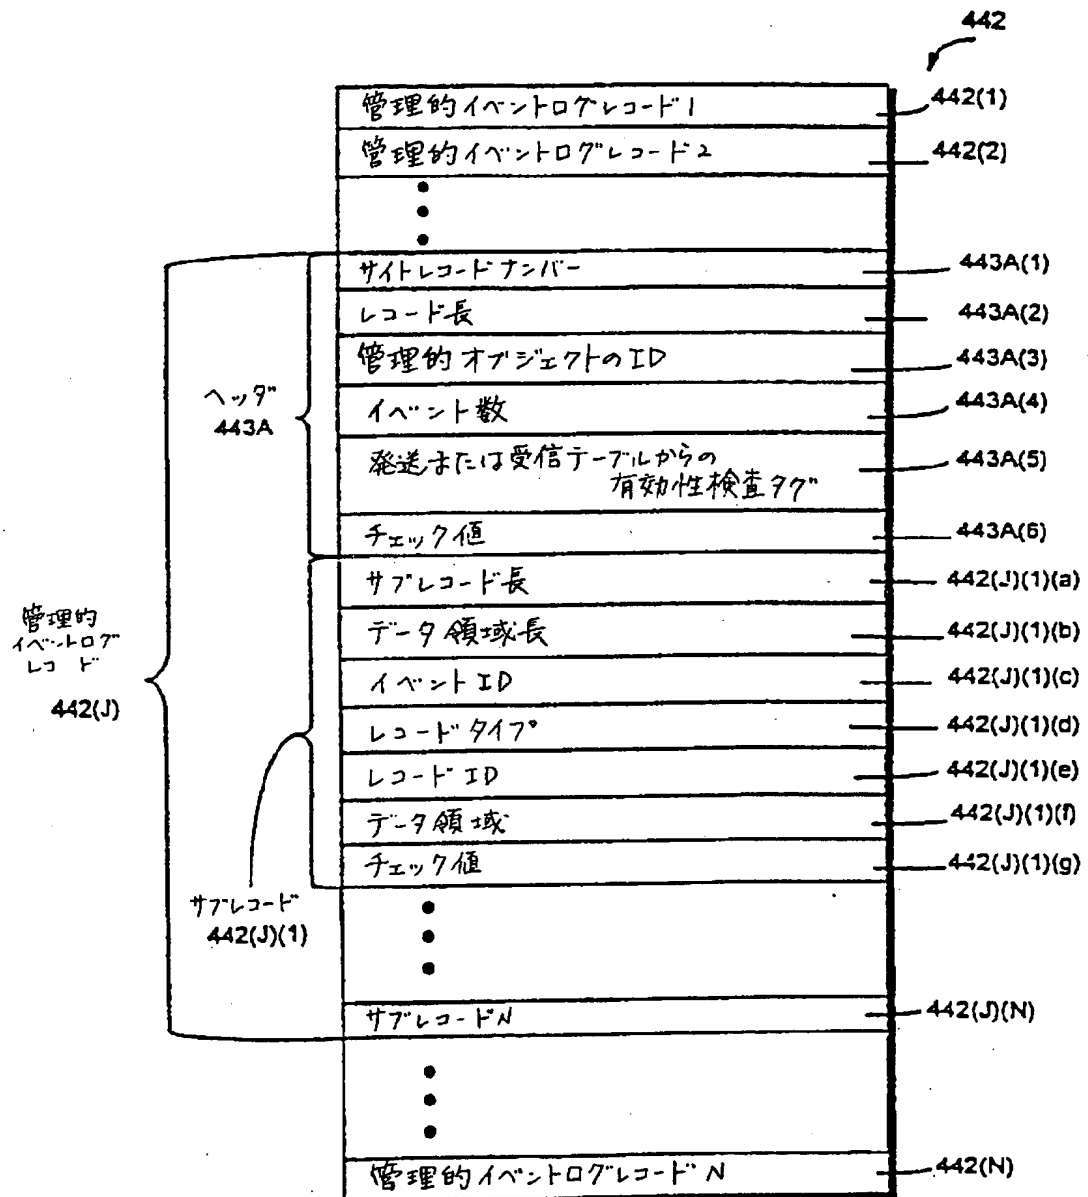 442
管理的イベントログレコード1 442(1)
管理的イベントログレコード2 442(2)
サイトレコードナンバー 443A(1)
レコード長 443A(2)
管理的オブジェクトのID 443A(3)
ヘッダ
443A
イベント数 443A(4)
発送または受信テーブルからの
有効性検査タグ 443A(5)
チェック値 443A(6)
サブレコード長 442(J)(1)(a)
データ領域長 442(J)(1)(b)
管理的
イベントログ
レコード
442(J)
イベントID 442(J)(1)(c)
レコードタイプ 442(J)(1)(d)
レコードID 442(J)(1)(e)
データ領域 442(J)(1)(f)
チェック値 442(J)(1)(g)
サブレコード
442(J)(1)
サブレコードN 442(J)(N)
管理的イベントログレコードN 442(N)